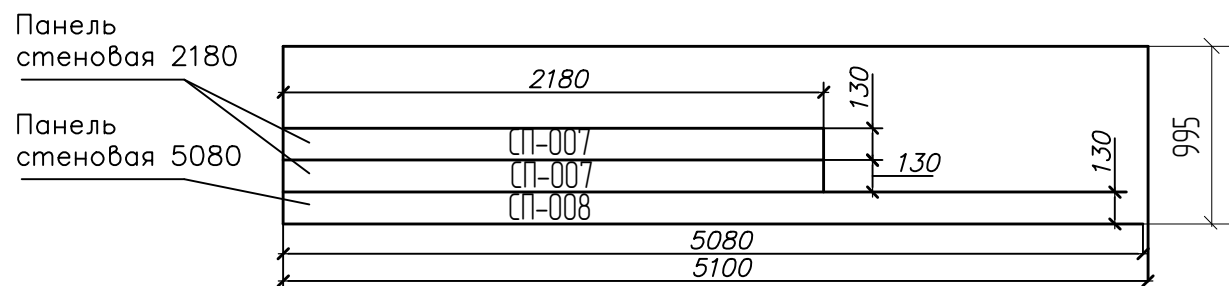 Панель
стеновая 2180
2180
130
Панель
стеновая 5080
СП-007
СП-007
130
СП-008
130
995
5080
5100